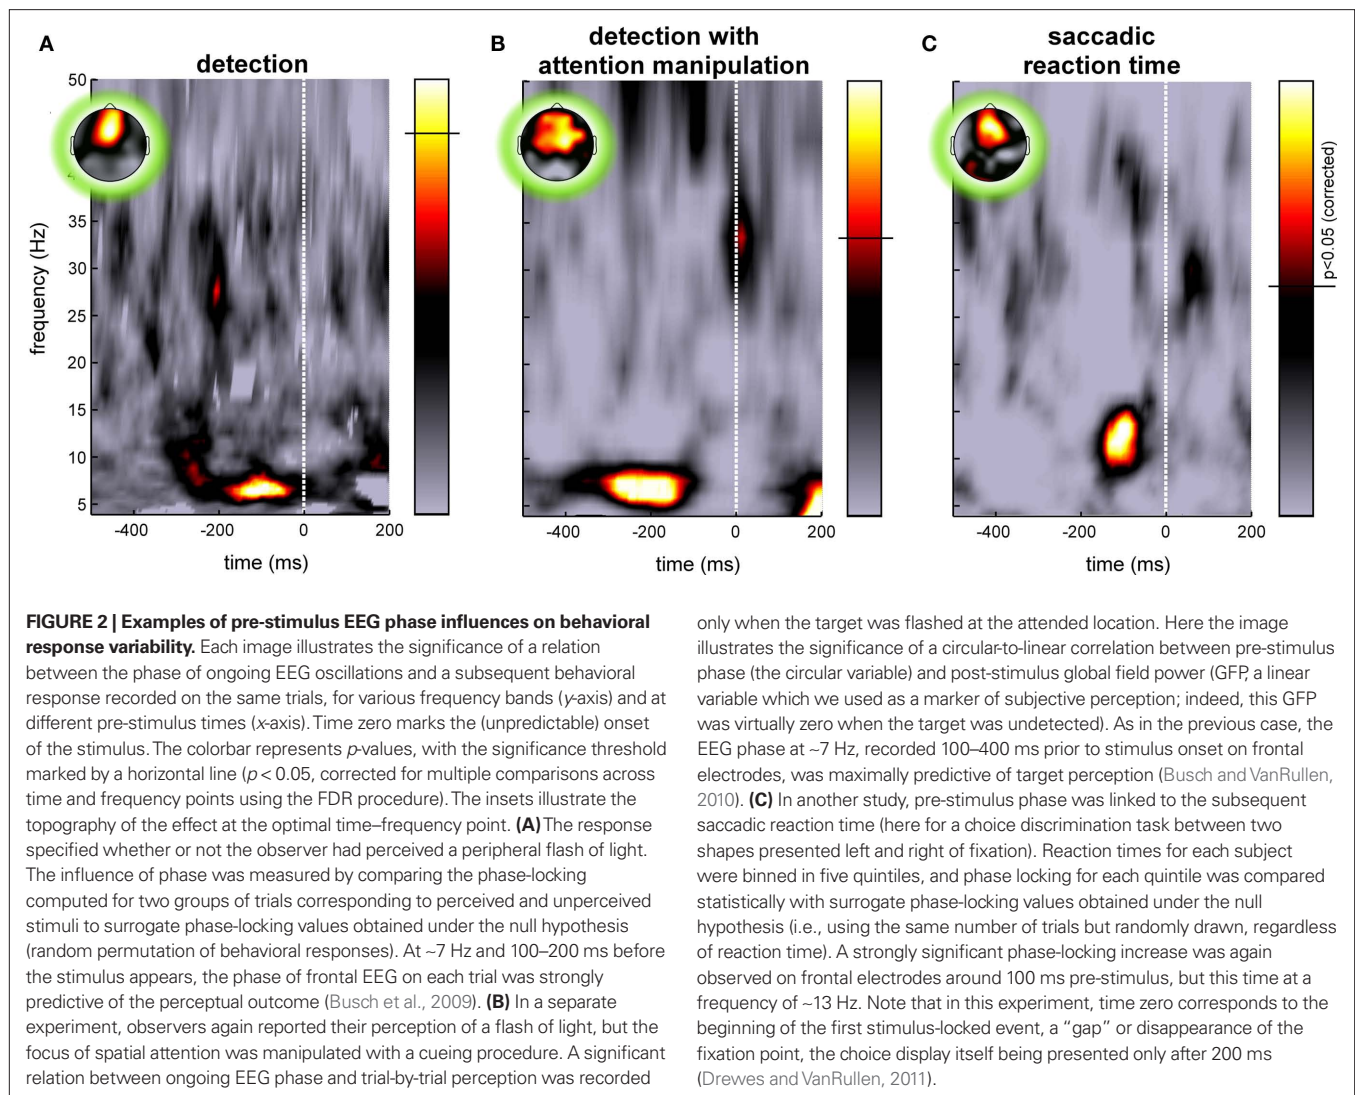 A
detection
B
detection with
attention manipulation
C
saccadic
reaction time
50
35
30
25
20
15
10
5
frequency (Hz)
-400
-200
0
200
time (ms)
-400
-200
0
200
time (ms)
-400
-200
0
200
time (ms)
p<0.05 (corrected)
FIGURE 2 | Examples of pre-stimulus EEG phase influences on behavioral
response variability. Each image illustrates the significance of a relation
between the phase of ongoing EEG oscillations and a subsequent behavioral
response recorded on the same trials, for various frequency bands (y-axis) and at
different pre-stimulus times (x-axis). Time zero marks the (unpredictable) onset
of the stimulus. The colorbar represents p-values, with the significance threshold
marked by a horizontal line (p < 0.05, corrected for multiple comparisons across
time and frequency points using the FDR procedure). The insets illustrate the
topography of the effect at the optimal time–frequency point. (A) The response
specified whether or not the observer had perceived a peripheral flash of light.
The influence of phase was measured by comparing the phase-locking
computed for two groups of trials corresponding to perceived and unperceived
stimuli to surrogate phase-locking values obtained under the null hypothesis
(random permutation of behavioral responses). At ~7 Hz and 100–200 ms before
the stimulus appears, the phase of frontal EEG on each trial was strongly
predictive of the perceptual outcome (Busch et al., 2009). (B) In a separate
experiment, observers again reported their perception of a flash of light, but the
focus of spatial attention was manipulated with a cueing procedure. A significant
relation between ongoing EEG phase and trial-by-trial perception was recorded
only when the target was flashed at the attended location. Here the image
illustrates the significance of a circular-to-linear correlation between pre-stimulus
phase (the circular variable) and post-stimulus global field power (GFP, a linear
variable which we used as a marker of subjective perception; indeed, this GFP
was virtually zero when the target was undetected). As in the previous case, the
EEG phase at ~7 Hz, recorded 100–400 ms prior to stimulus onset on frontal
electrodes, was maximally predictive of target perception (Busch and VanRullen,
2010). (C) In another study, pre-stimulus phase was linked to the subsequent
saccadic reaction time (here for a choice discrimination task between two
shapes presented left and right of fixation). Reaction times for each subject
were binned in five quintiles, and phase locking for each quintile was compared
statistically with surrogate phase-locking values obtained under the null
hypothesis (i.e., using the same number of trials but randomly drawn, regardless
of reaction time). A strongly significant phase-locking increase was again
observed on frontal electrodes around 100 ms pre-stimulus, but this time at a
frequency of ~13 Hz. Note that in this experiment, time zero corresponds to the
beginning of the first stimulus-locked event, a “gap” or disappearance of the
fixation point, the choice display itself being presented only after 200 ms
(Drewes and VanRullen, 2011).